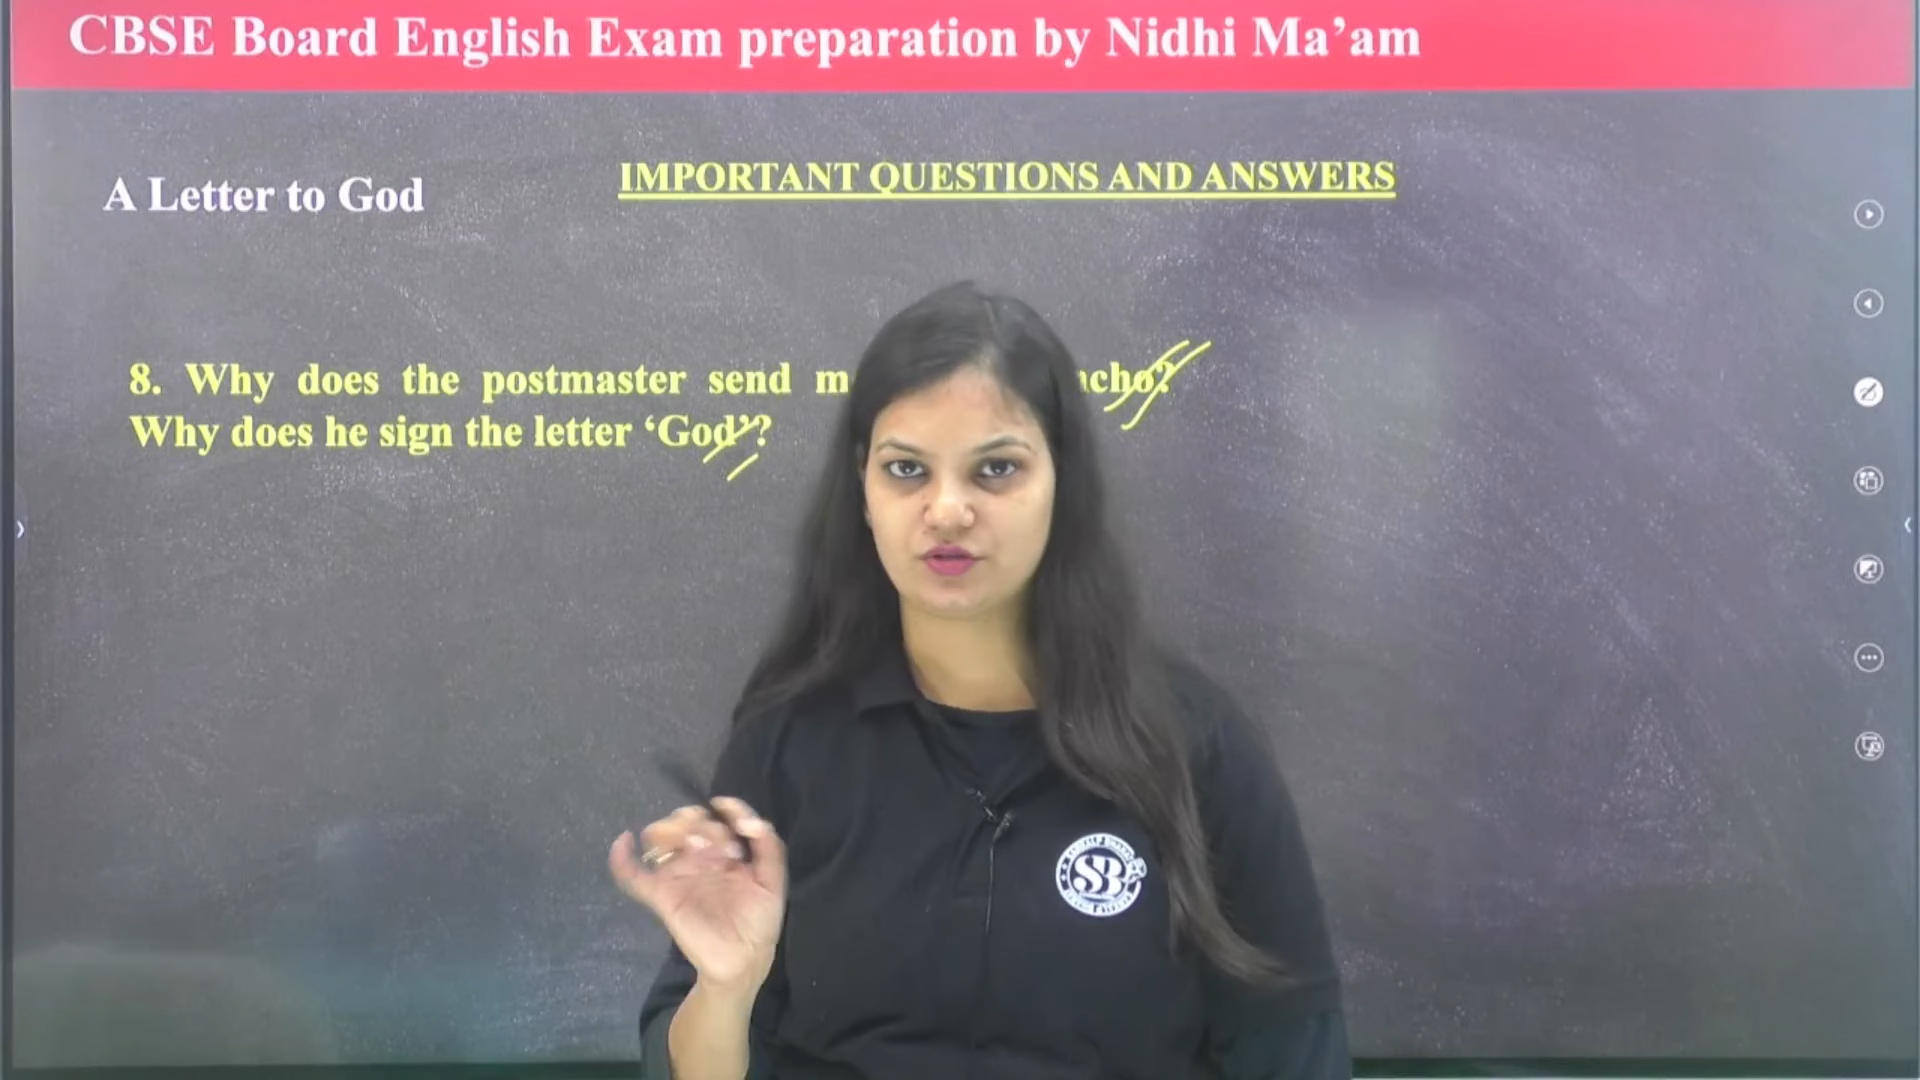 CBSE Board English Exam preparation by Nidhi Ma’am
A Letter to God
IMPORTANT QUESTIONS AND ANSWERS
8. Why does the postmaster send
Why does he sign the letter ‘God’?
SB